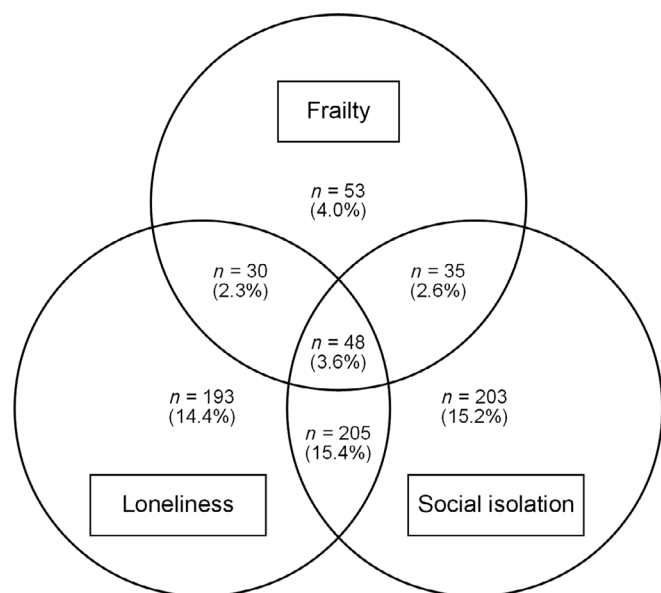 Frailty
n = 53
(4.0%)
n = 30
(2.3%)
n = 35
(2.6%)
n = 48
(3.6%)
n = 193
(14.4%)
n = 203
(15.2%)
n = 205
(15.4%)
Loneliness
Social isolation